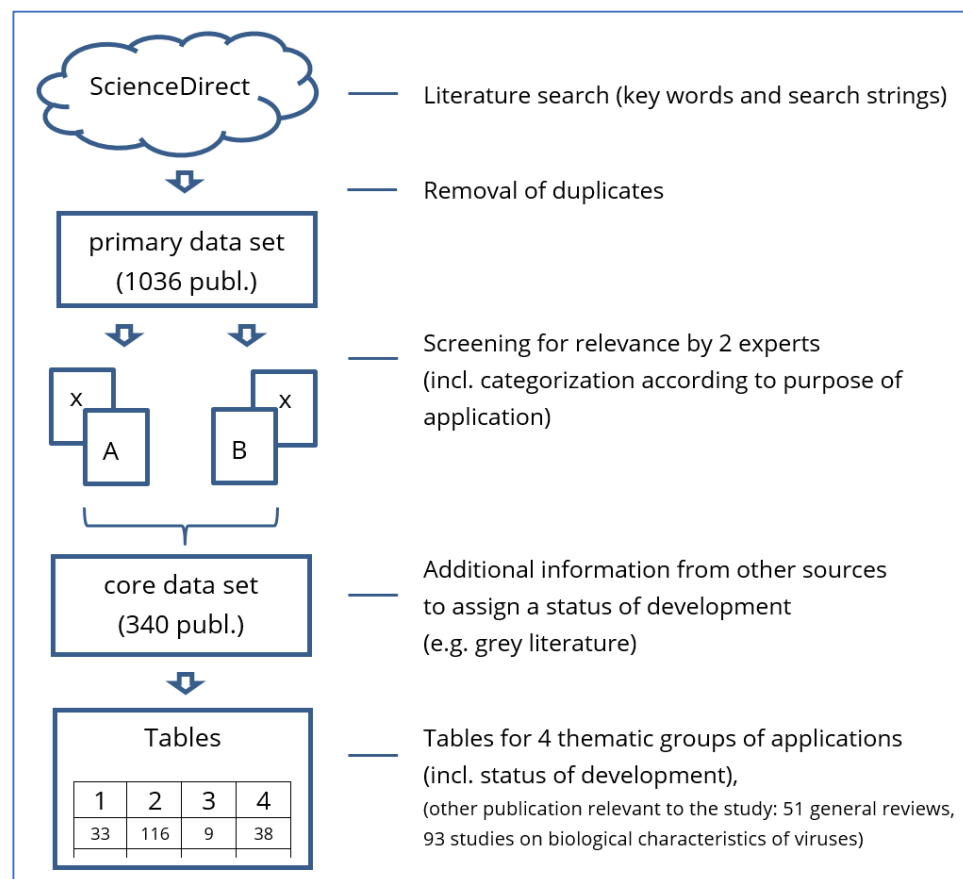 ScienceDirect
Literature search (key words and search strings)
Removal of duplicates
primary data set
(1036 publ.)
Screening for relevance by 2 experts
(incl. categorization according to purpose of
application)
x
A
x
B
core data set
(340 publ.)
Additional information from other sources
to assign a status of development
(e.g. grey literature)
Tables
1 2 3 4
33 116 9 38
Tables for 4 thematic groups of applications
(incl. status of development),
(other publication relevant to the study: 51 general reviews,
93 studies on biological characteristics of viruses)